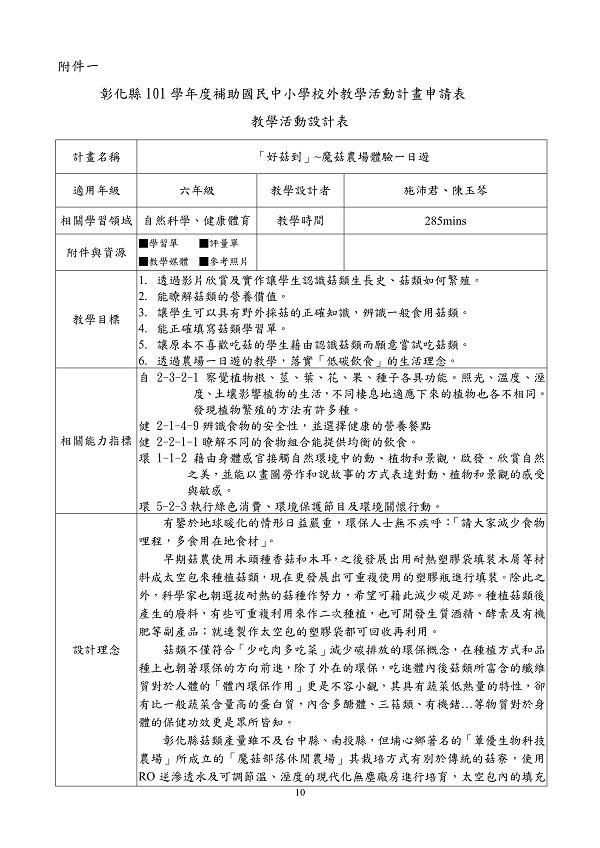 附件一
彰化縣 101 學年度補助國民中小學校外教學活動計畫申請表
教學活動設計表
計畫名稱 「好菇到」~魔菇農場體驗一日遊
適用年級 六年級 教學設計者 施沛君、陳玉琴
相關學習領域 自然科學、健康體育 教學時間 285mins
附件與資源 ■學習單 ■評量單
■教學媒體 ■參考照片
教學目標
1. 透過影片欣賞及實作讓學生認識菇類生長史、菇類如何繁殖。
2. 能瞭解菇類的營養價值。
3. 讓學生可以具有野外採菇的正確知識，辨識一般食用菇類。
4. 能正確填寫菇類學習單。
5. 讓原本不喜歡吃菇的學生藉由認識菇類而願意嘗試吃菇類。
6. 透過農場一日遊的教學，落實「低碳飲食」的生活理念。
相關能力指標
自 2-3-2-1 察覺植物根、莖、葉、花、果、種子各具功能。照光、溫度、溼
度、土壤影響植物的生活，不同棲息地適應下來的植物也各不相同。
發現植物繁殖的方法有許多種。
健 2-1-4-9 辨識食物的安全性，並選擇健康的營養餐點
健 2-2-1-1 瞭解不同的食物組合能提供均衡的飲食。
環 1-1-2 藉由身體感官接觸自然環境中的動、植物和景觀，啟發、欣賞自然
之美，並能以畫圖勞作和說故事的方式表達對動、植物和景觀的感受
與敏感。
環 5-2-3 執行綠色消費、環境保護節目及環境關懷行動。
設計理念
有鑒於地球暖化的情形日益嚴重，環保人士無不疾呼：「請大家減少食物
哩程，多食用在地食材」。
早期菇農使用木頭種香菇和木耳，之後發展出用耐熱塑膠袋填裝木屑等材
料成太空包來種植菇類，現在更發展出可重複使用的塑膠瓶進行填裝。除此之
外，科學家也朝選拔耐熱的菇種作努力，希望可藉此減少碳足跡。種植菇類後
產生的廢料，有些可重複利用來作二次種植，也可開發生質酒精、酵素及有機
肥等副產品；就連製作太空包的塑膠袋都可回收再利用。
菇類不僅符合「少吃肉多吃菜」減少碳排放的環保概念，在種植方式和品
種上也朝著環保的方向前進，除了外在的環保，吃進體內後菇類所富含的纖維
質對於人體的「體內環保作用」更是不容小覷，其具有蔬菜低熱量的特性，卻
有比一般蔬菜含量高的蛋白質，內含多醣體、三菇類、有機鍺…等物質對於身
體的保健功效更是眾所皆知。
彰化縣菇類產量雖不及台中縣、南投縣，但埔心鄉著名的「蕈優生物科技
農場」所成立的「魔菇部落休閒農場」其栽培方式有別於傳統的菇寮，使用
RO 逆滲透水及可調節溫、溼度的現代化無塵廠房進行培育，太空包內的填充
10